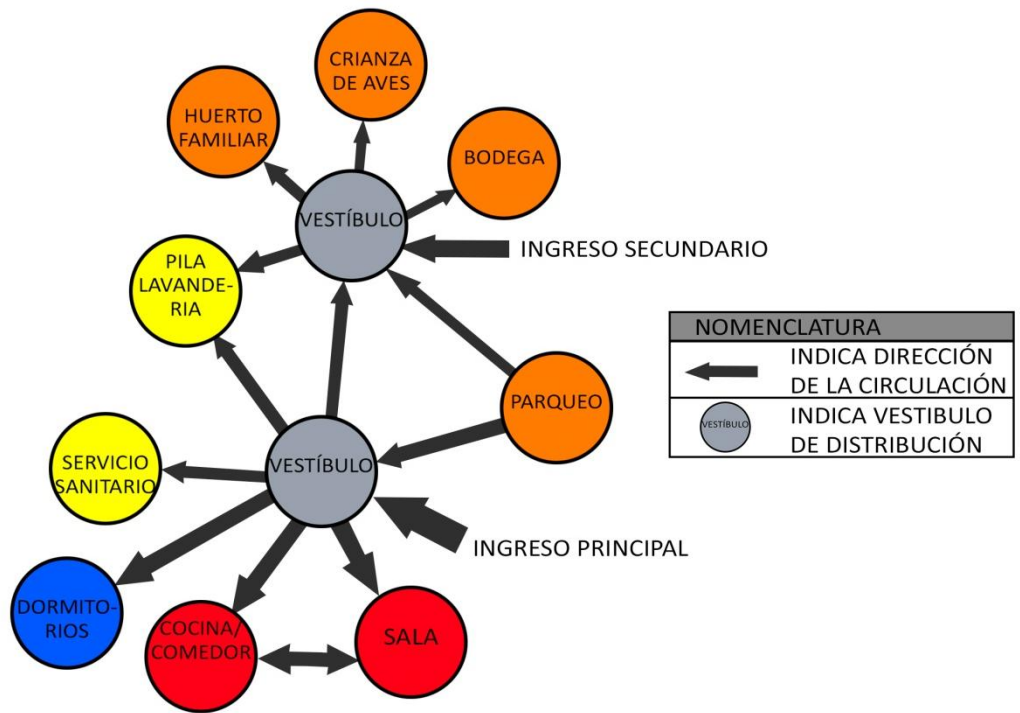 CRIANZA
DE AVES
HUERTO
FAMILIAR
BODEGA
VESTÍBULO
INGRESO SECUNDARIO
PILA
LAVANDE-
RIA
NOMENCLATURA
INDICA DIRECCIÓN
DE LA CIRCULACIÓN
VESTÍBULO
INDICA VESTIBULO
DE DISTRIBUCIÓN
PARQUEO
VESTÍBULO
SERVICIO
SANITARIO
INGRESO PRINCIPAL
DORMITO-
RIOS
COCINA/
COMEDOR
SALA